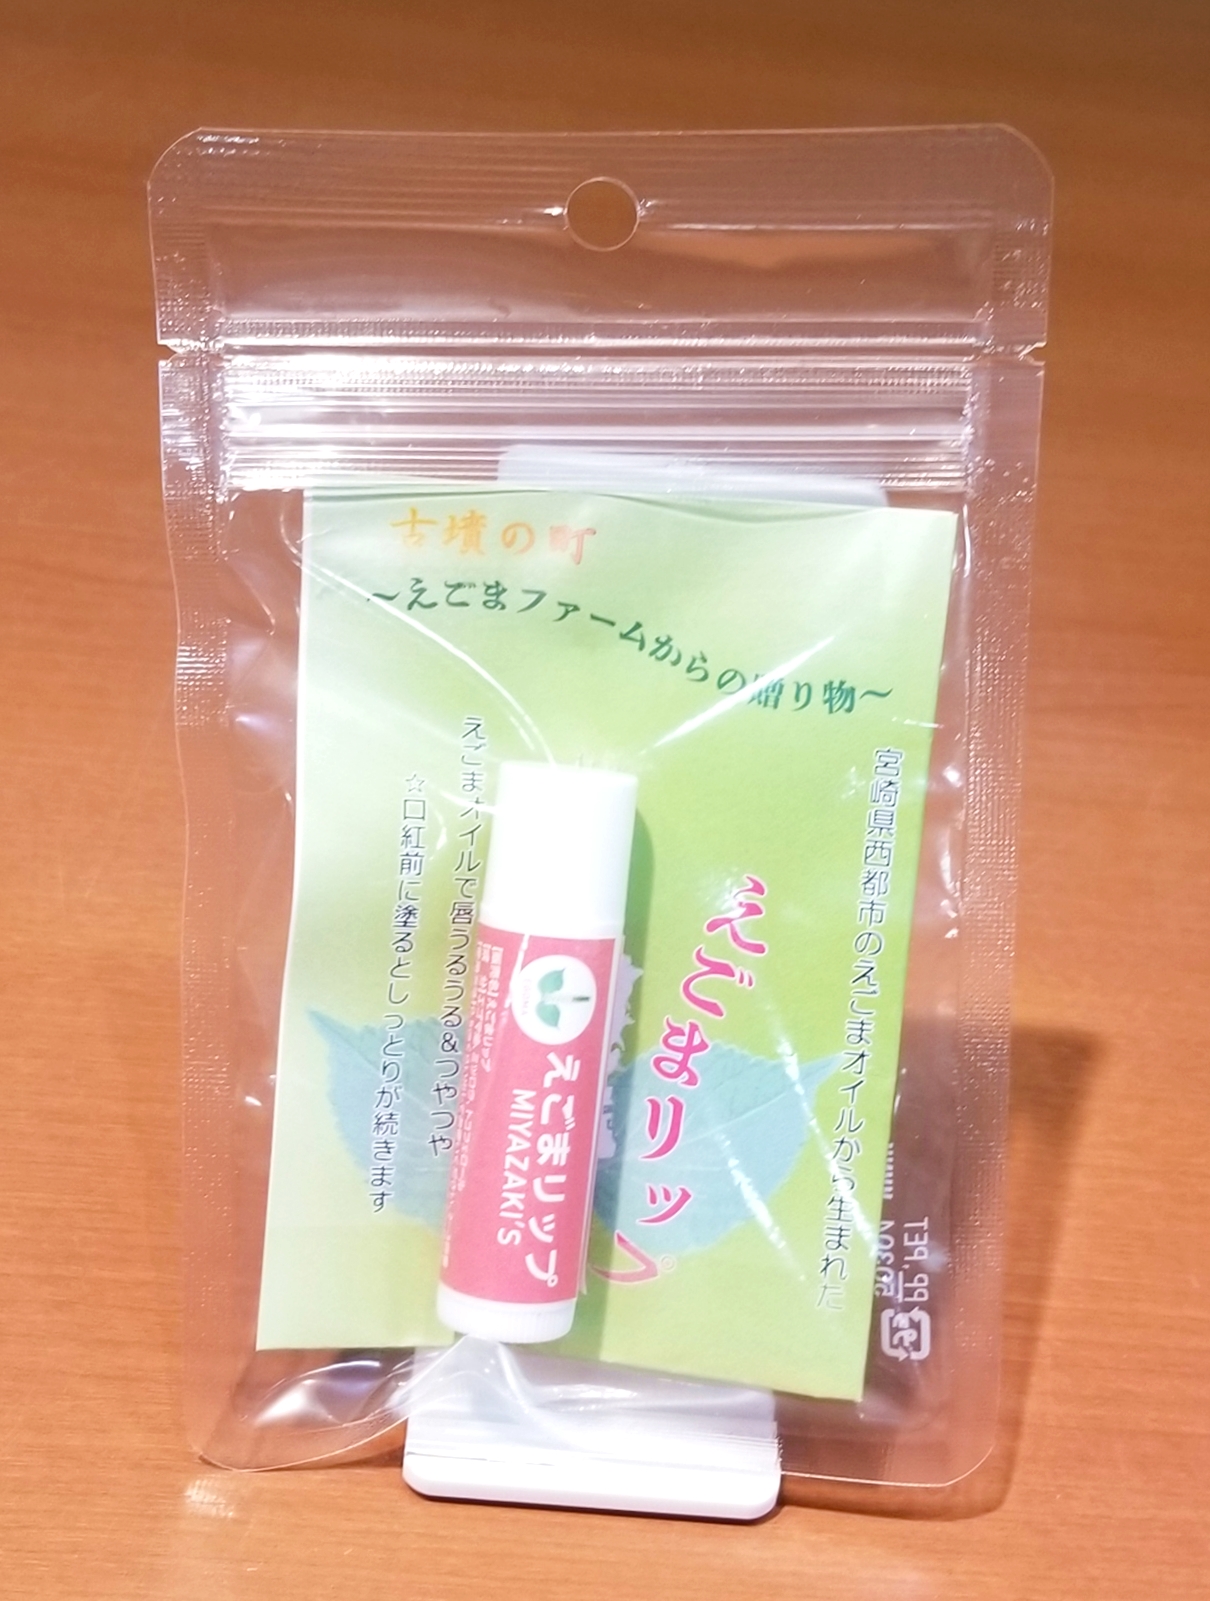 古墳の町
〜えごまファームからの贈り物〜
宮崎県西都市のえごまオイルから生まれた
えごまリップ
えごまオイルで唇うるうる&つやつや
☆口紅前に塗るとしっとりが続きます
えごまリップ
MIYAZAKI'S
PP,PET